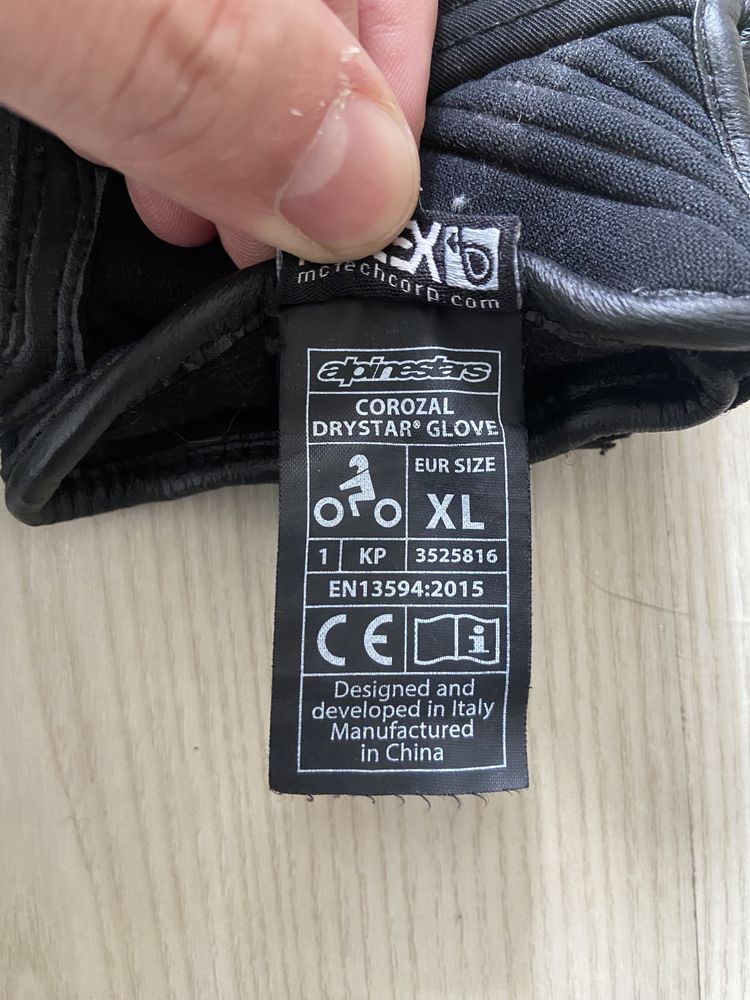 mcTechcorp.com
alpinestars
COROZAL
DRYSTAR® GLOVE
EUR SIZE
XL
1 KP 3525816
EN13594:2015
CE i
Designed and
developed in Italy
Manufactured
in China